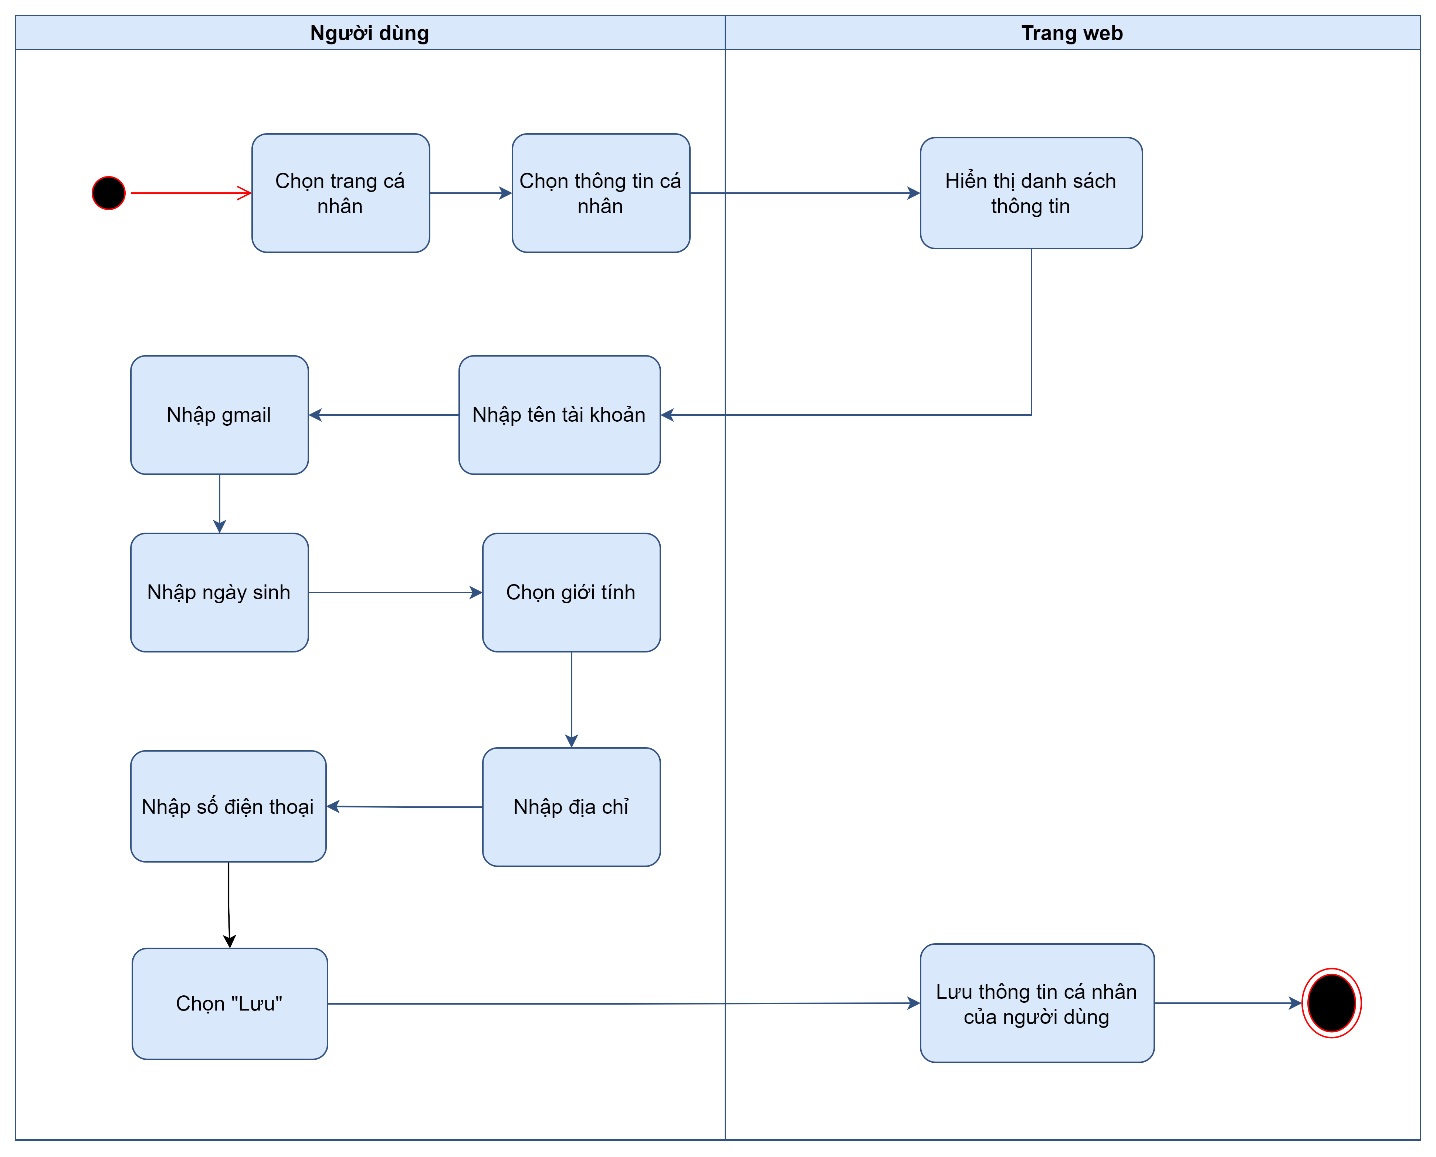 Người dùng
Trang web
Chọn trang cá
nhân
Chọn thông tin cá
nhân
Hiển thị danh sách
thông tin
Nhập gmail
Nhập tên tài khoản
Nhập ngày sinh
Chọn giới tính
Nhập số điện thoại
Nhập địa chỉ
Chọn "Lưu"
Lưu thông tin cá nhân
của người dùng